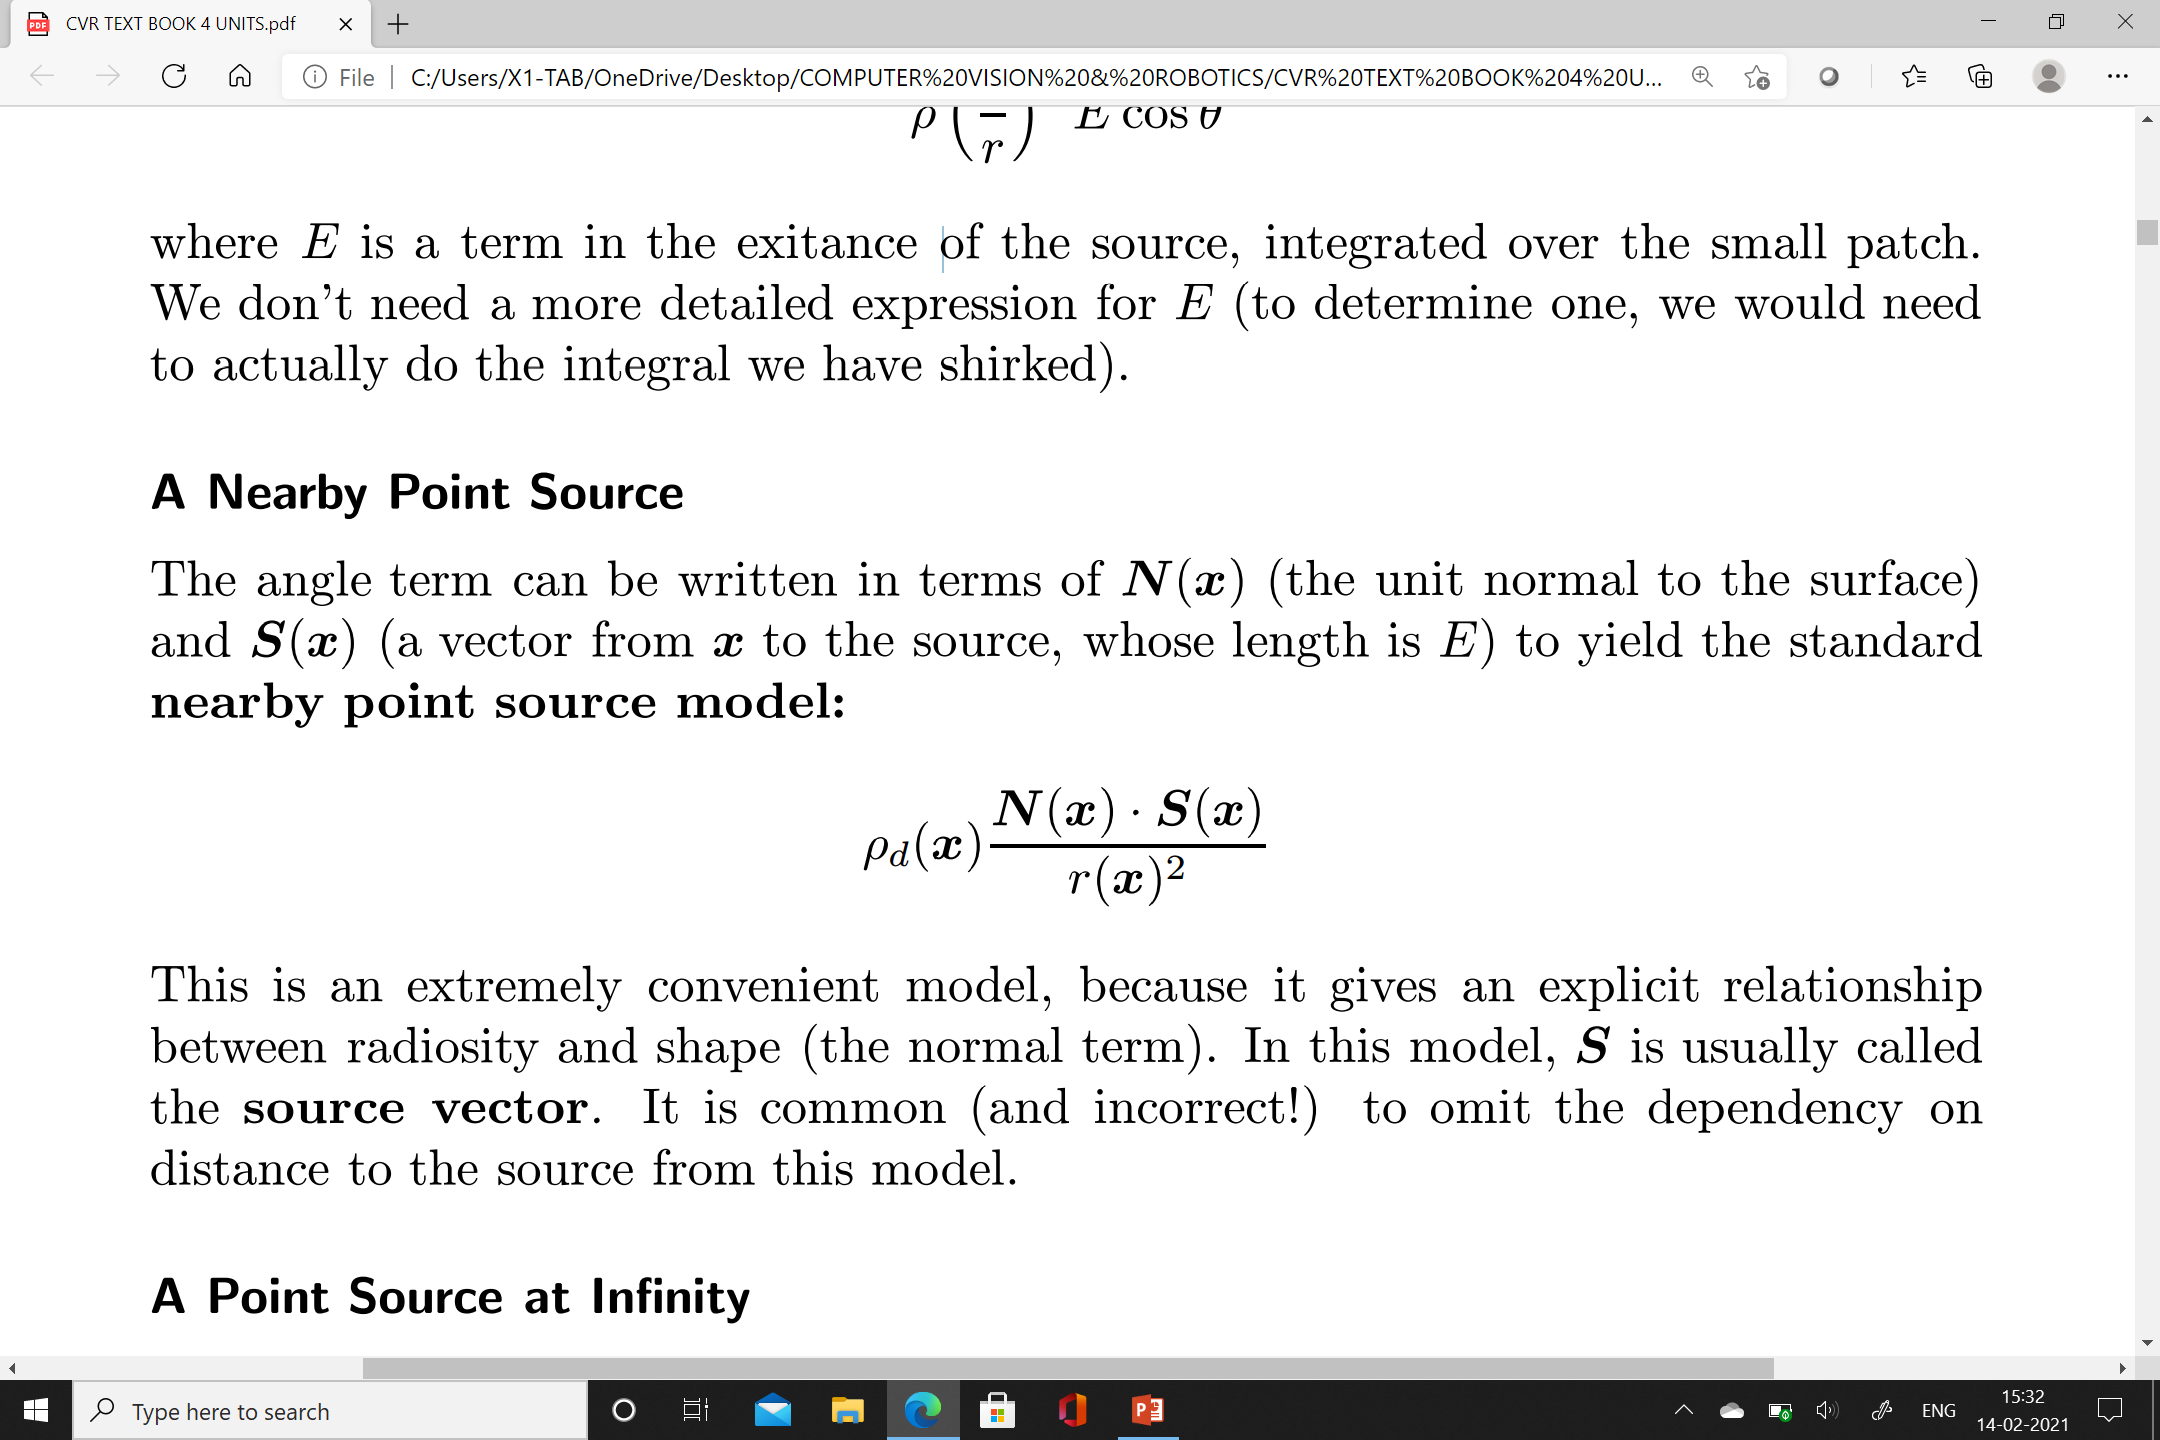 CVR TEXT BOOK 4 UNITS.pdf
File | C:/Users/X1-TAB/OneDrive/Desktop/COMPUTER%20VISION%20&%20ROBOTICS/CVR%20TEXT%20BOOK%204%20U...
ρ ( — / r ) E cos θ
where E is a term in the exitance of the source, integrated over the small patch.
We don’t need a more detailed expression for E (to determine one, we would need
to actually do the integral we have shirked).
A Nearby Point Source
The angle term can be written in terms of N(x) (the unit normal to the surface)
and S(x) (a vector from x to the source, whose length is E) to yield the standard
nearby point source model:
ρd(x) N(x) · S(x) / r(x)²
This is an extremely convenient model, because it gives an explicit relationship
between radiosity and shape (the normal term). In this model, S is usually called
the source vector. It is common (and incorrect!) to omit the dependency on
distance to the source from this model.
A Point Source at Infinity
Type here to search
ENG
15:32
14-02-2021